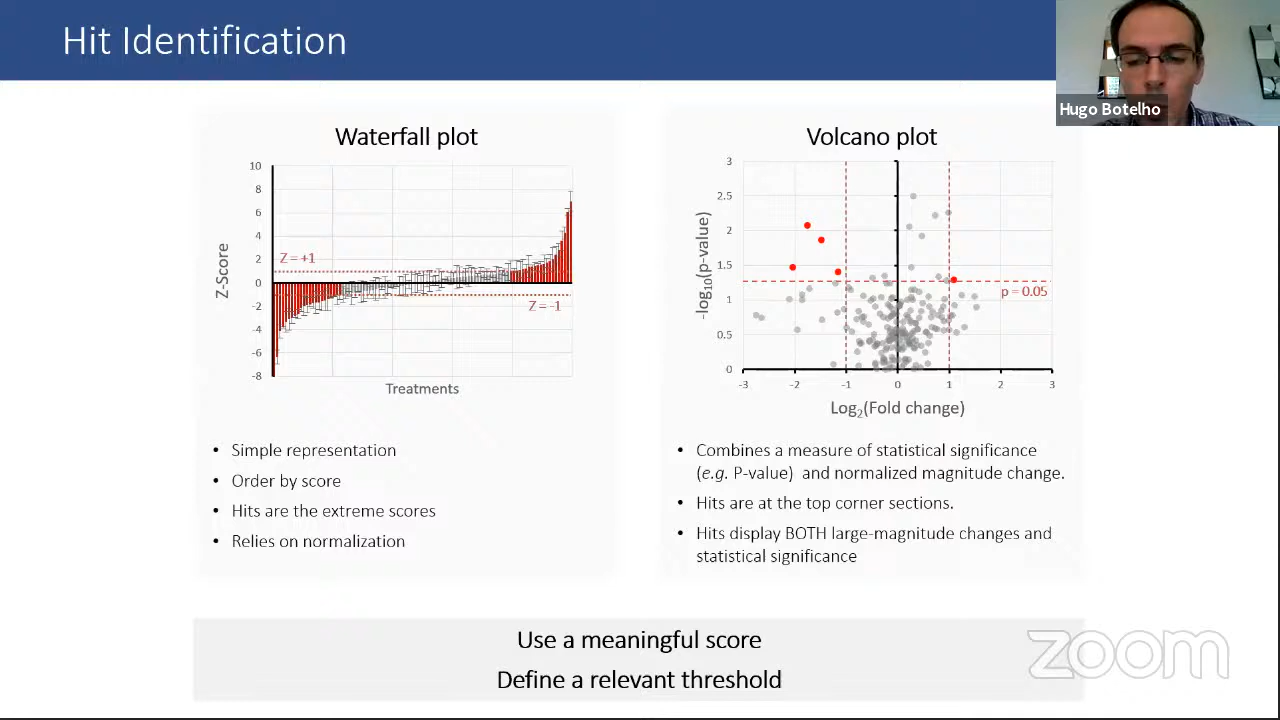 Hit Identification
Hugo Botelho
Waterfall plot
10
8
6
4
2
0
-2
-4
-6
-8
Z-Score
Z = +1
Z = -1
Treatments
• Simple representation
• Order by score
• Hits are the extreme scores
• Relies on normalization
Volcano plot
3
2.5
2
1.5
1
0.5
0
-log10(p-value)
p = 0.05
-3 -2 -1 0 1 2 3
Log2(Fold change)
• Combines a measure of statistical significance
(e.g. P-value) and normalized magnitude change.
• Hits are at the top corner sections.
• Hits display BOTH large-magnitude changes and
statistical significance
Use a meaningful score
Define a relevant threshold
zoom